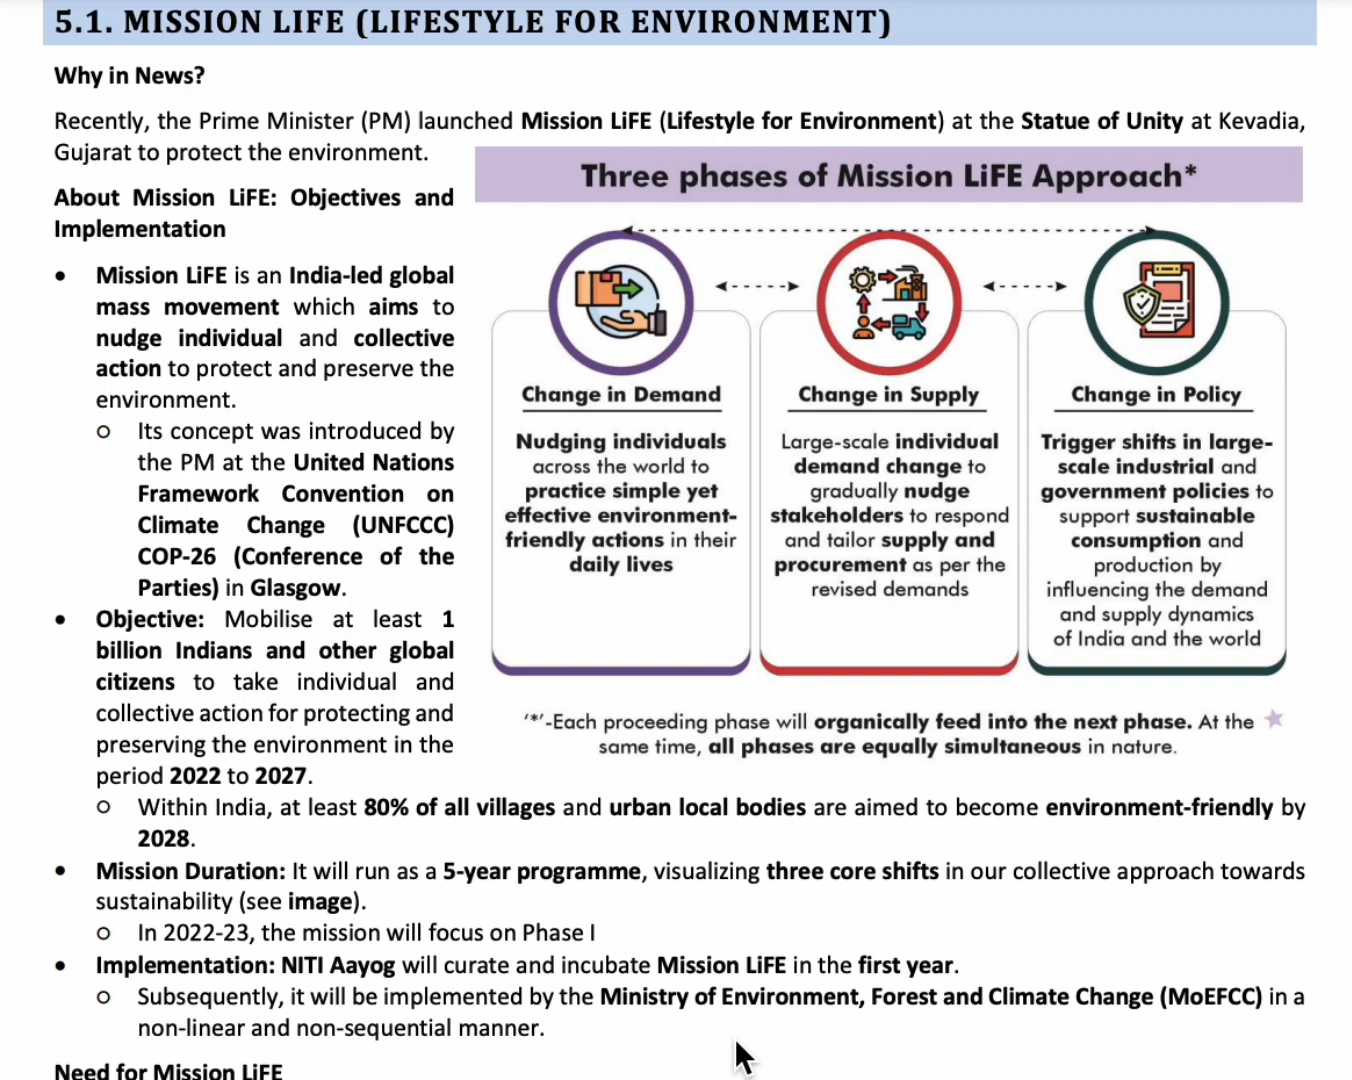 5.1. MISSION LIFE (LIFESTYLE FOR ENVIRONMENT)
Why in News?
Recently, the Prime Minister (PM) launched Mission LiFE (Lifestyle for Environment) at the Statue of Unity at Kevadia,
Gujarat to protect the environment.
About Mission LiFE: Objectives and
Implementation
• Mission LiFE is an India-led global
mass movement which aims to
nudge individual and collective
action to protect and preserve the
environment.
o Its concept was introduced by
the PM at the United Nations
Framework Convention on
Climate Change (UNFCCC)
COP-26 (Conference of the
Parties) in Glasgow.
• Objective: Mobilise at least 1
billion Indians and other global
citizens to take individual and
collective action for protecting and
preserving the environment in the
period 2022 to 2027.
Three phases of Mission LiFE Approach*
Change in Demand
Nudging individuals
across the world to
practice simple yet
effective environment-
friendly actions in their
daily lives
Change in Supply
Large-scale individual
demand change to
gradually nudge
stakeholders to respond
and tailor supply and
procurement as per the
revised demands
Change in Policy
Trigger shifts in large-
scale industrial and
government policies to
support sustainable
consumption and
production by
influencing the demand
and supply dynamics
of India and the world
‘*’-Each proceeding phase will organically feed into the next phase. At the
same time, all phases are equally simultaneous in nature.
o Within India, at least 80% of all villages and urban local bodies are aimed to become environment-friendly by
2028.
• Mission Duration: It will run as a 5-year programme, visualizing three core shifts in our collective approach towards
sustainability (see image).
o In 2022-23, the mission will focus on Phase I
• Implementation: NITI Aayog will curate and incubate Mission LiFE in the first year.
o Subsequently, it will be implemented by the Ministry of Environment, Forest and Climate Change (MoEFCC) in a
non-linear and non-sequential manner.
Need for Mission LiFE